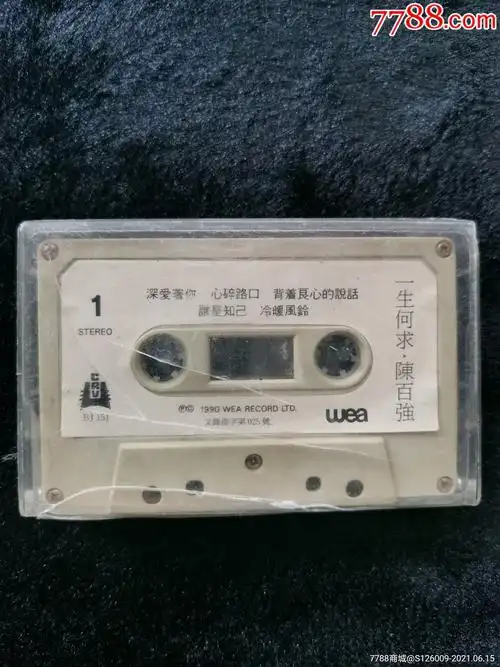 7788.com
1
STEREO
深愛著你 心碎路口 背着良心的說話
誰是知己 冷暖風鈴
一生何求·陳百強
BJ 151
℗© 1990 WEA RECORD LTD.
wea
7788商城@S126009-2021.06.15